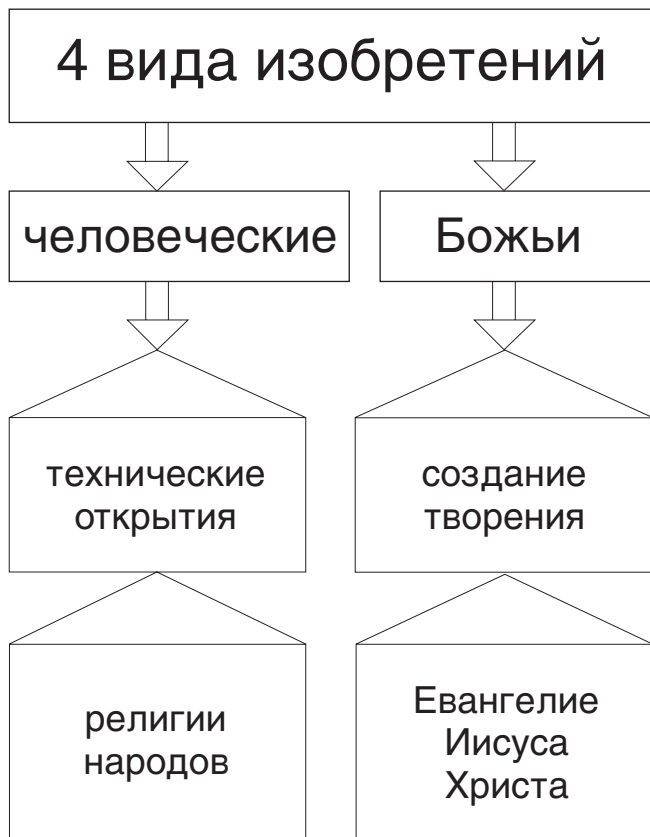 4 вида изобретений
человеческие
Божьи
технические
открытия
создание
творения
религии
народов
Евангелие
Иисуса
Христа